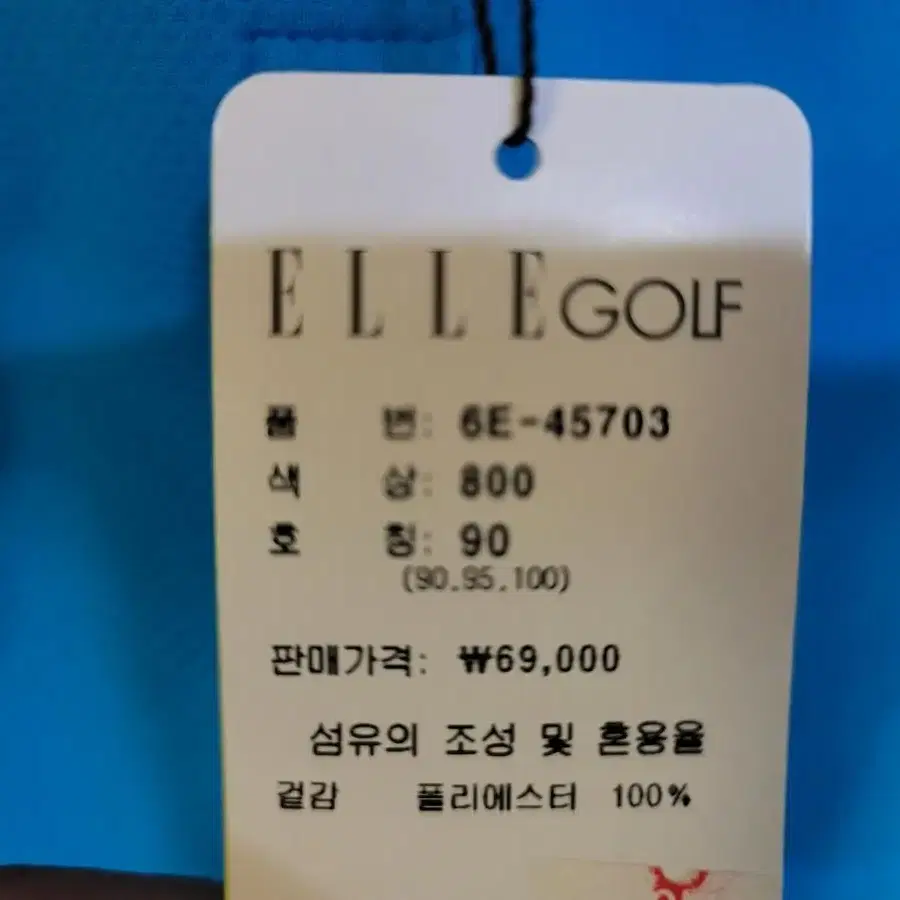 ELLE GOLF
품 번: 6E-45703
색 상: 800
호 칭: 90
(90.95.100)
판매가격: ₩69,000
섬유의 조성 및 혼용율
겉감 폴리에스터 100%